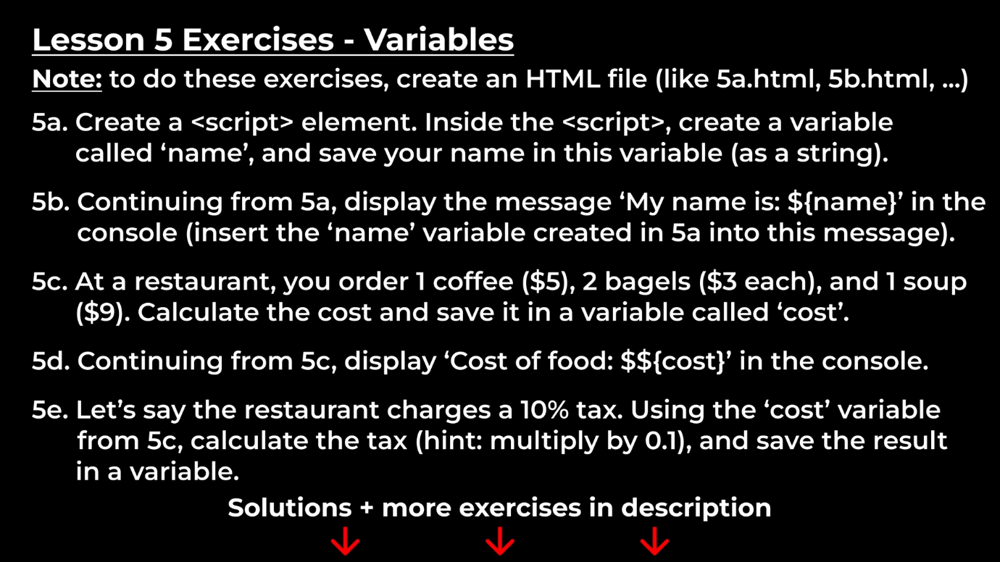 Lesson 5 Exercises - Variables
Note: to do these exercises, create an HTML file (like 5a.html, 5b.html, ...)
5a. Create a <script> element. Inside the <script>, create a variable
called ‘name’, and save your name in this variable (as a string).
5b. Continuing from 5a, display the message ‘My name is: ${name}’ in the
console (insert the ‘name’ variable created in 5a into this message).
5c. At a restaurant, you order 1 coffee ($5), 2 bagels ($3 each), and 1 soup
($9). Calculate the cost and save it in a variable called ‘cost’.
5d. Continuing from 5c, display ‘Cost of food: $${cost}’ in the console.
5e. Let’s say the restaurant charges a 10% tax. Using the ‘cost’ variable
from 5c, calculate the tax (hint: multiply by 0.1), and save the result
in a variable.
Solutions + more exercises in description